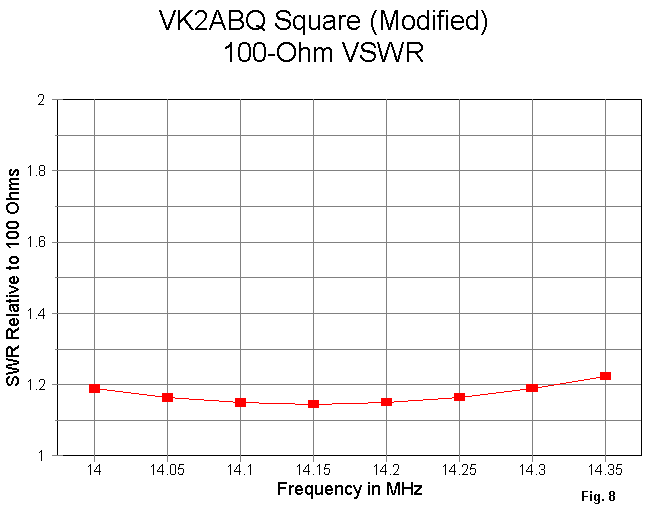 VK2ABQ Square (Modified)
100-Ohm VSWR
SWR Relative to 100 Ohms
2
1.8
1.6
1.4
1.2
1
14 14.05 14.1 14.15 14.2 14.25 14.3 14.35
Frequency in MHz
Fig. 8